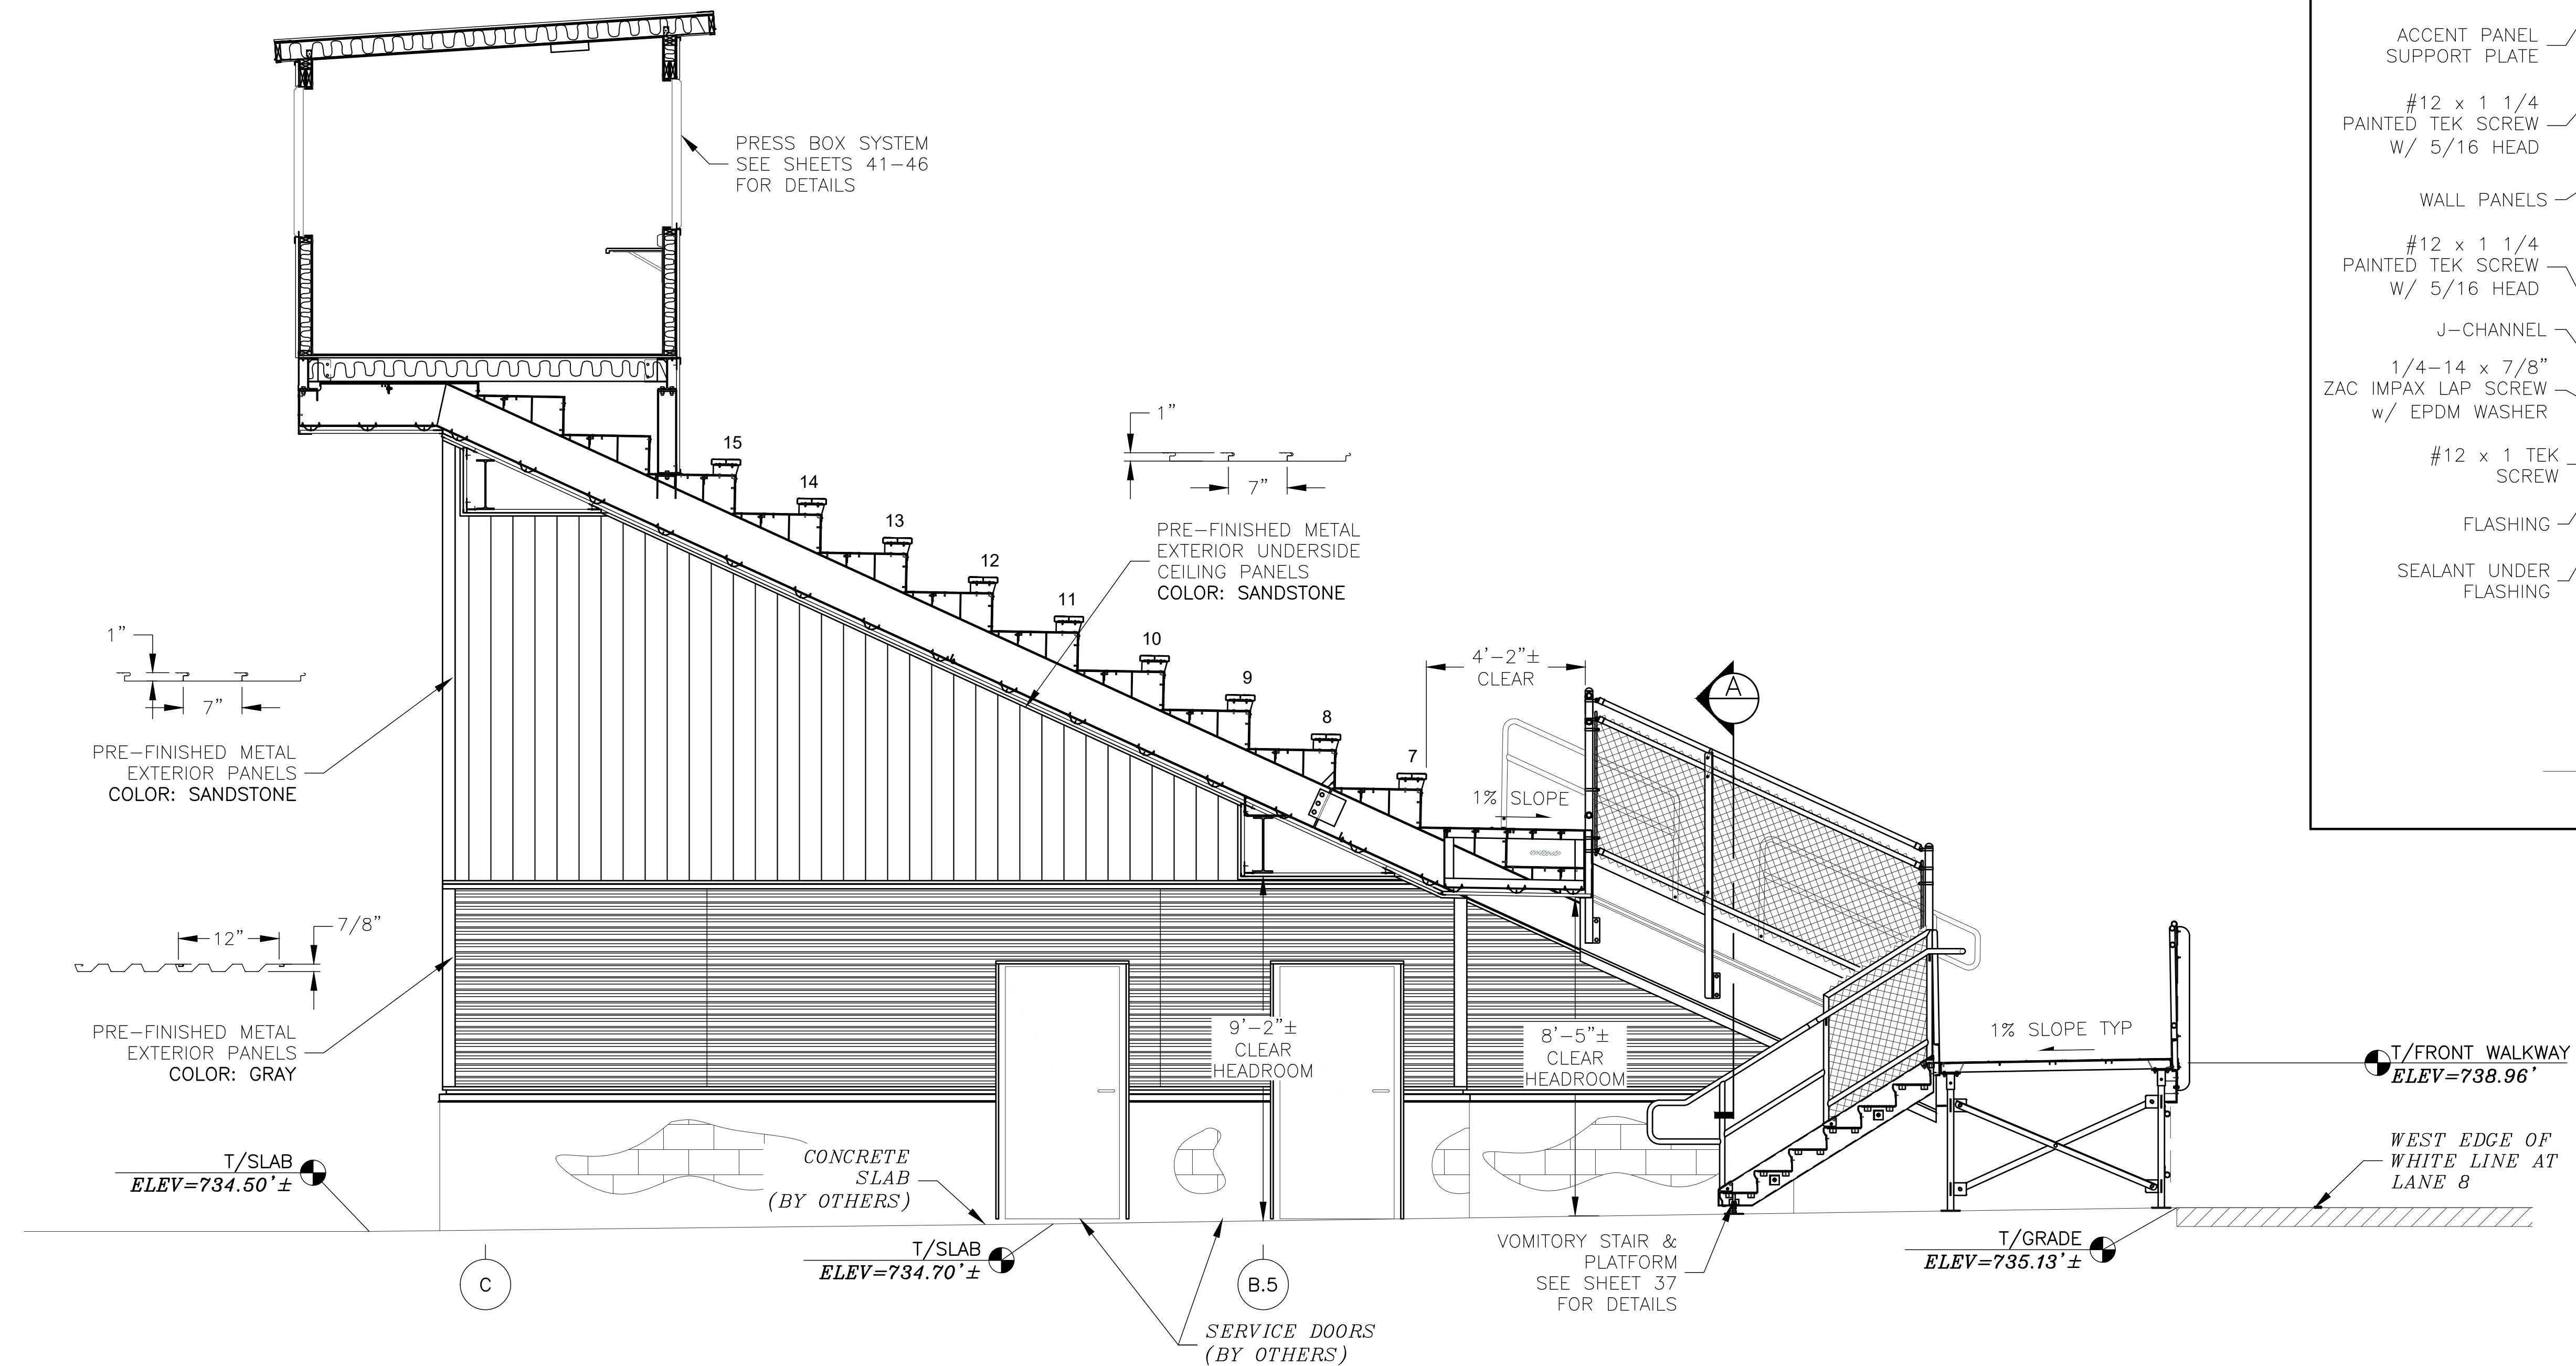 PRESS BOX SYSTEM
SEE SHEETS 41-46
FOR DETAILS
15
14
13
12
11
10
9
8
7
1"
7"
PRE-FINISHED METAL
EXTERIOR UNDERSIDE
CEILING PANELS
COLOR: SANDSTONE
1"
7"
PRE-FINISHED METAL
EXTERIOR PANELS
COLOR: SANDSTONE
12"
7/8"
PRE-FINISHED METAL
EXTERIOR PANELS
COLOR: GRAY
4'-2"±
CLEAR
A
1% SLOPE
9'-2"±
CLEAR
HEADROOM
8'-5"±
CLEAR
HEADROOM
1% SLOPE TYP
T/FRONT WALKWAY
ELEV=738.96'
WEST EDGE OF
WHITE LINE AT
LANE 8
T/SLAB
ELEV=734.50'±
CONCRETE
SLAB
(BY OTHERS)
T/SLAB
ELEV=734.70'±
C
B.5
SERVICE DOORS
(BY OTHERS)
VOMITORY STAIR &
PLATFORM
SEE SHEET 37
FOR DETAILS
T/GRADE
ELEV=735.13'±
ACCENT PANEL
SUPPORT PLATE
#12 x 1 1/4
PAINTED TEK SCREW
W/ 5/16 HEAD
WALL PANELS
#12 x 1 1/4
PAINTED TEK SCREW
W/ 5/16 HEAD
J-CHANNEL
1/4-14 x 7/8"
ZAC IMPAX LAP SCREW
w/ EPDM WASHER
#12 x 1 TEK
SCREW
FLASHING
SEALANT UNDER
FLASHING